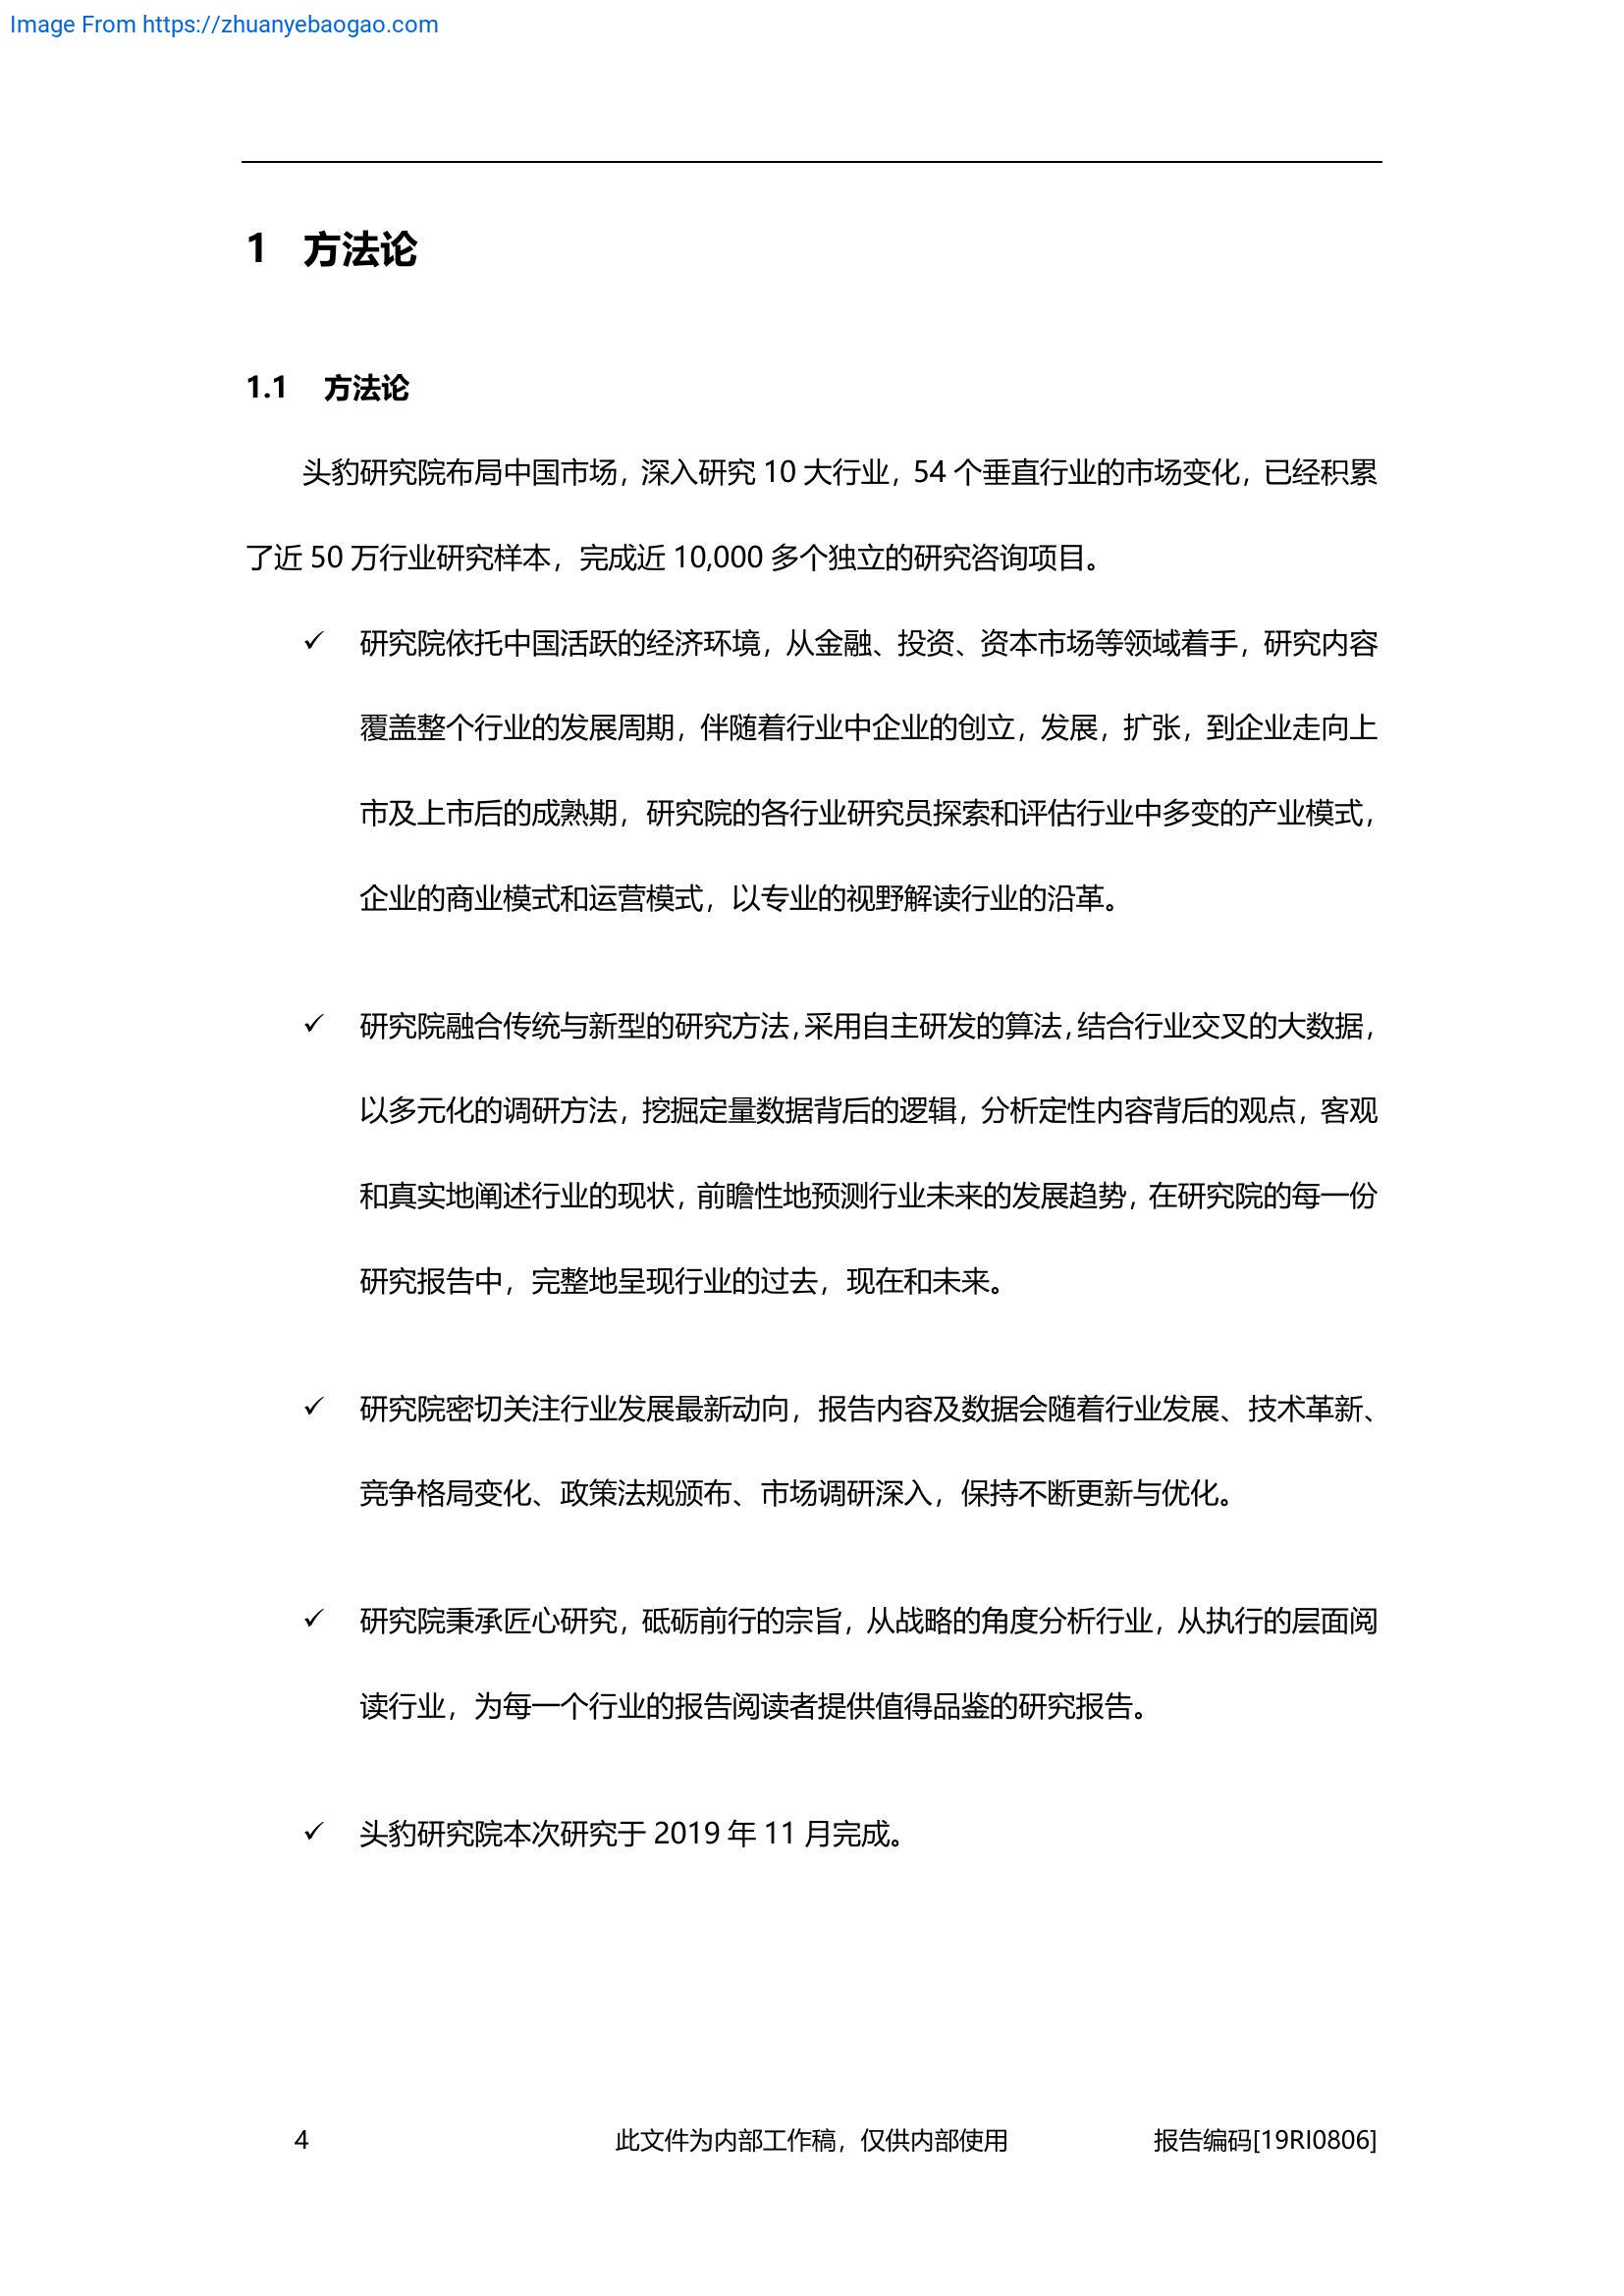 Image From https://zhuanyebaogao.com
1 方法论
1.1 方法论
头豹研究院布局中国市场，深入研究 10 大行业，54 个垂直行业的市场变化，已经积累
了近 50 万行业研究样本，完成近 10,000 多个独立的研究咨询项目。
✓ 研究院依托中国活跃的经济环境，从金融、投资、资本市场等领域着手，研究内容
覆盖整个行业的发展周期，伴随着行业中企业的创立，发展，扩张，到企业走向上
市及上市后的成熟期，研究院的各行业研究员探索和评估行业中多变的产业模式，
企业的商业模式和运营模式，以专业的视野解读行业的沿革。
✓ 研究院融合传统与新型的研究方法，采用自主研发的算法，结合行业交叉的大数据，
以多元化的调研方法，挖掘定量数据背后的逻辑，分析定性内容背后的观点，客观
和真实地阐述行业的现状，前瞻性地预测行业未来的发展趋势，在研究院的每一份
研究报告中，完整地呈现行业的过去，现在和未来。
✓ 研究院密切关注行业发展最新动向，报告内容及数据会随着行业发展、技术革新、
竞争格局变化、政策法规颁布、市场调研深入，保持不断更新与优化。
✓ 研究院秉承匠心研究，砥砺前行的宗旨，从战略的角度分析行业，从执行的层面阅
读行业，为每一个行业的报告阅读者提供值得品鉴的研究报告。
✓ 头豹研究院本次研究于 2019 年 11 月完成。
4 此文件为内部工作稿，仅供内部使用 报告编码[19RI0806]